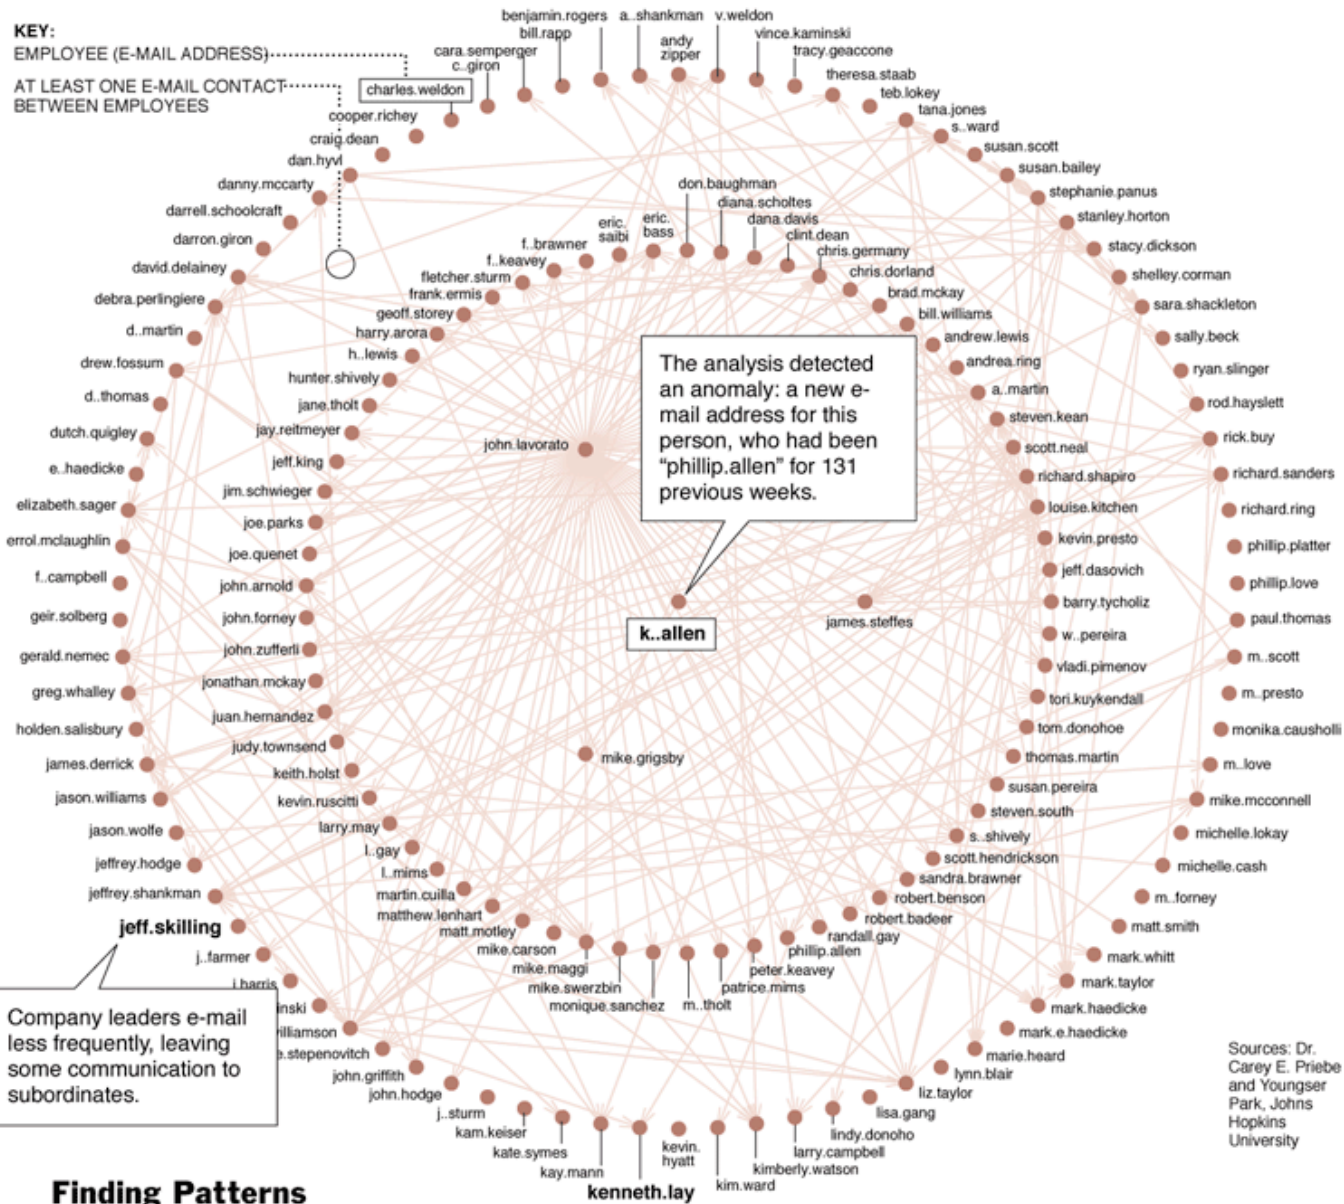 KEY:
EMPLOYEE (E-MAIL ADDRESS)
AT LEAST ONE E-MAIL CONTACT
BETWEEN EMPLOYEES
benjamin.rogers
a..shankman
v.weldon
bill.rapp
andy
zipper
vince.kaminski
cara.semperger
tracy.geaccone
c..giron
theresa.staab
charles.weldon
teb.lokey
cooper.richey
tana.jones
craig.dean
s..ward
dan.hyvl
susan.scott
danny.mccarty
susan.bailey
darrell.schoolcraft
stephanie.panus
darron.giron
stanley.horton
david.delainey
stacy.dickson
debra.perlingiere
shelley.corman
d..martin
sara.shackleton
drew.fossum
sally.beck
d..thomas
ryan.slinger
dutch.quigley
rod.hayslett
e..haedicke
rick.buy
elizabeth.sager
richard.sanders
errol.mclaughlin
richard.ring
f..campbell
phillip.platter
geir.solberg
phillip.love
gerald.nemec
paul.thomas
greg.whalley
m..scott
holden.salisbury
m..presto
james.derrick
monika.causholli
jason.williams
m..love
jason.wolfe
mike.mcconnell
jeffrey.hodge
michelle.lokay
jeffrey.shankman
michelle.cash
jeff.skilling
m..forney
j..farmer
matt.smith
j.harris
mark.whitt
inski
mark.taylor
illiamson
mark.haedicke
e.stepenovitch
mark.e.haedicke
john.griffith
marie.heard
john.hodge
lynn.blair
j..sturm
liz.taylor
kam.keiser
lisa.gang
kate.symes
lindy.donoho
kay.mann
larry.campbell
kenneth.lay
kimberly.watson
kevin.
hyatt
kim.ward
don.baughman
diana.scholtes
eric.
bass
dana.davis
eric.
saibi
clint.dean
f..brawner
chris.germany
f..keavey
chris.dorland
fletcher.sturm
brad.mckay
frank.ermis
bill.williams
geoff.storey
andrew.lewis
harry.arora
andrea.ring
h..lewis
a..martin
hunter.shively
steven.kean
jane.tholt
scott.neal
jay.reitmeyer
richard.shapiro
jeff.king
louise.kitchen
jim.schwieger
kevin.presto
joe.parks
jeff.dasovich
joe.quenet
barry.tycholiz
john.arnold
w..pereira
john.forney
vladi.pimenov
john.zufferli
tori.kuykendall
jonathan.mckay
tom.donohoe
juan.hernandez
thomas.martin
judy.townsend
susan.pereira
keith.holst
steven.south
kevin.ruscitti
s..shively
larry.may
scott.hendrickson
l..gay
sandra.brawner
l..mims
robert.benson
martin.cuilla
robert.badeer
matthew.lenhart
randall.gay
matt.motley
phillip.allen
mike.carson
peter.keavey
mike.maggi
patrice.mims
mike.swerzbin
m..tholt
monique.sanchez
john.lavorato
The analysis detected
an anomaly: a new e-
mail address for this
person, who had been
“phillip.allen” for 131
previous weeks.
k..allen
james.steffes
mike.grigsby
Company leaders e-mail
less frequently, leaving
some communication to
subordinates.
Sources: Dr.
Carey E. Priebe
and Youngser
Park, Johns
Hopkins
University
Finding Patterns